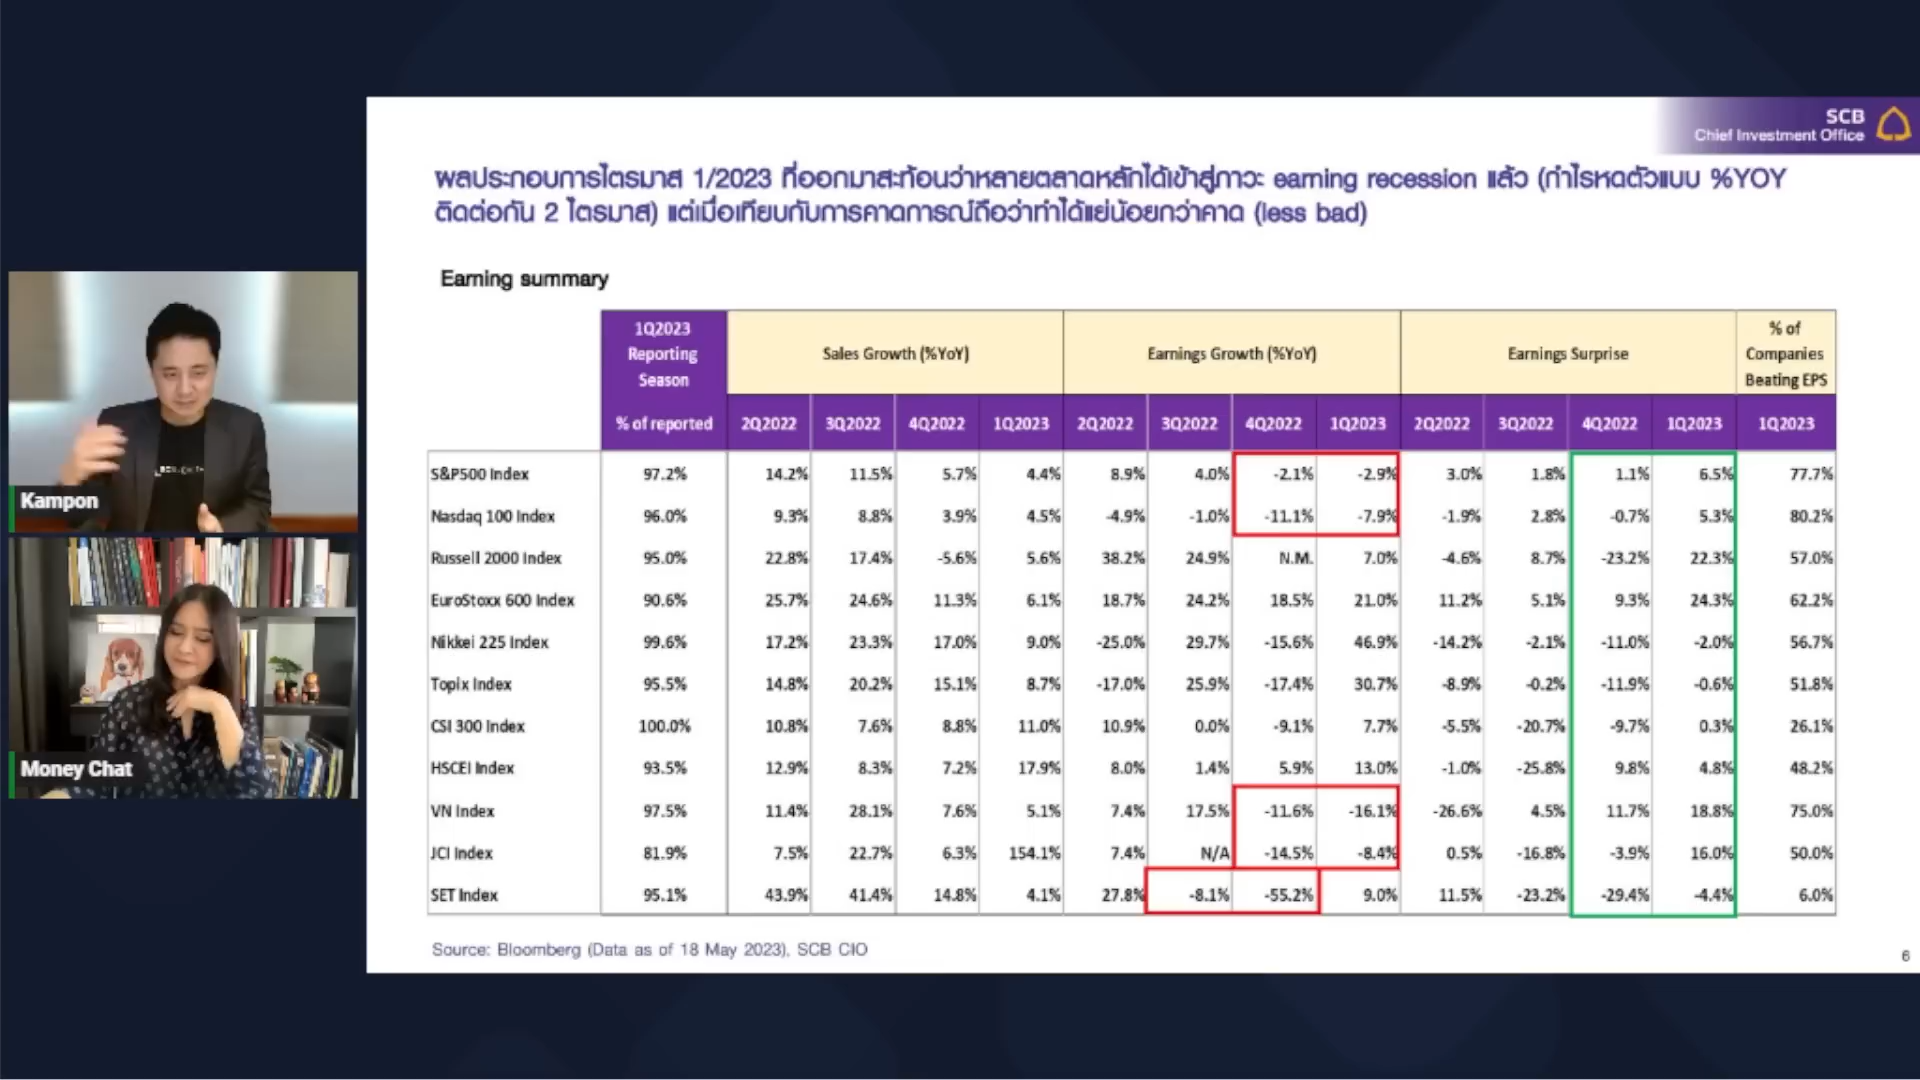 SCB
Chief Investment Office
ผลประกอบการไตรมาส 1/2023 ที่ออกมาสะท้อนว่าหลายตลาดหลักได้เข้าสู่ภาวะ earning recession แล้ว (กำไรหดตัวแบบ %YOY
ติดต่อกัน 2 ไตรมาส) แต่เมื่อเทียบกับการคาดการณ์ถือว่าทำได้แย่น้อยกว่าคาด (less bad)
Earning summary
1Q2023 Reporting Season Sales Growth (%YoY) Earnings Growth (%YoY) Earnings Surprise % of Companies Beating EPS
% of reported 2Q2022 3Q2022 4Q2022 1Q2023 2Q2022 3Q2022 4Q2022 1Q2023 2Q2022 3Q2022 4Q2022 1Q2023 1Q2023
S&P500 Index 97.2% 14.2% 11.5% 5.7% 4.4% 8.9% 4.0% -2.1% -2.9% 3.0% 1.8% 1.1% 6.5% 77.7%
Nasdaq 100 Index 96.0% 9.3% 8.8% 3.9% 4.5% -4.9% -1.0% -11.1% -7.9% -1.9% 2.8% -0.7% 5.3% 80.2%
Russell 2000 Index 95.0% 22.8% 17.4% -5.6% 5.6% 38.2% 24.9% N.M. 7.0% -4.6% 8.7% -23.2% 22.3% 57.0%
EuroStoxx 600 Index 90.6% 25.7% 24.6% 11.3% 6.1% 18.7% 24.2% 18.5% 21.0% 11.2% 5.1% 9.3% 24.3% 62.2%
Nikkei 225 Index 99.6% 17.2% 23.3% 17.0% 9.0% -25.0% 29.7% -15.6% 46.9% -14.2% -2.1% -11.0% -2.0% 56.7%
Topix Index 95.5% 14.8% 20.2% 15.1% 8.7% -17.0% 25.9% -17.4% 30.7% -8.9% -0.2% -11.9% -0.6% 51.8%
CSI 300 Index 100.0% 10.8% 7.6% 8.8% 11.0% 10.9% 0.0% -9.1% 7.7% -5.5% -20.7% -9.7% 0.3% 26.1%
HSCEI Index 93.5% 12.9% 8.3% 7.2% 17.9% 8.0% 1.4% 5.9% 13.0% -1.0% -25.8% 9.8% 4.8% 48.2%
VN Index 97.5% 11.4% 28.1% 7.6% 5.1% 7.4% 17.5% -11.6% -16.1% -26.6% 4.5% 11.7% 18.8% 75.0%
JCI Index 81.9% 7.5% 22.7% 6.3% 154.1% 7.4% N/A -14.5% -8.4% 0.5% -16.8% -3.9% 16.0% 50.0%
SET Index 95.1% 43.9% 41.4% 14.8% 4.1% 27.8% -8.1% -55.2% 9.0% 11.5% -23.2% -29.4% -4.4% 6.0%
Source: Bloomberg (Data as of 18 May 2023), SCB CIO
6
Kampon
Money Chat